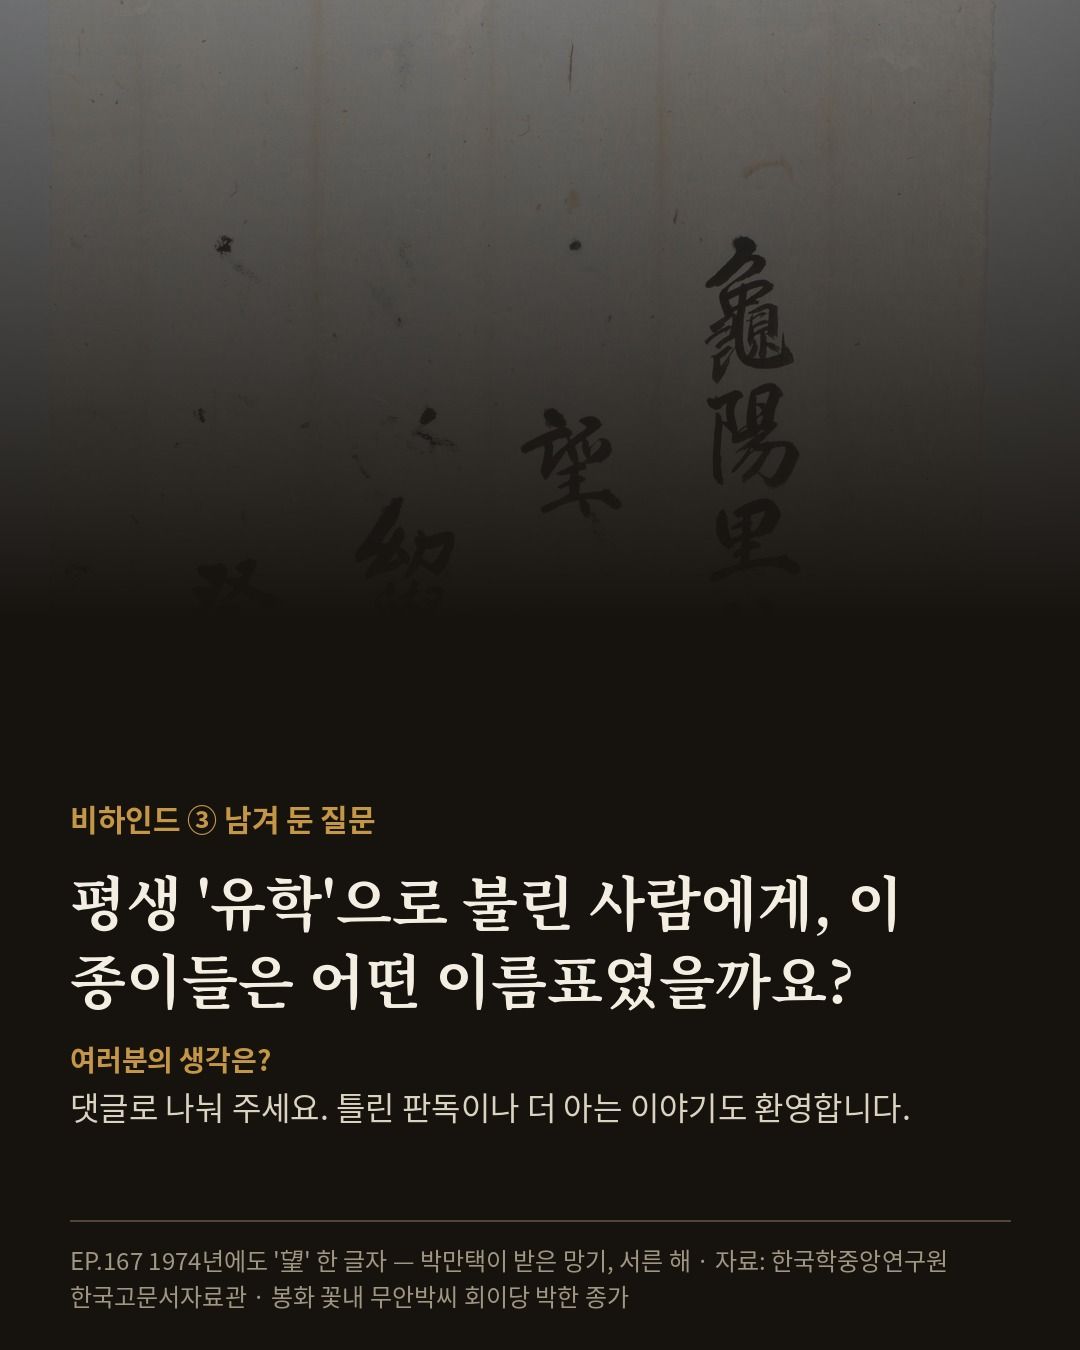 龜陽里
望
幼
비하인드 ③ 남겨 둔 질문
평생 '유학'으로 불린 사람에게, 이
종이들은 어떤 이름표였을까요?
여러분의 생각은?
댓글로 나눠 주세요. 틀린 판독이나 더 아는 이야기도 환영합니다.
EP.167 1974년에도 '望' 한 글자 — 박만택이 받은 망기, 서른 해 · 자료: 한국학중앙연구원
한국고문서자료관 · 봉화 꽃내 무안박씨 회이당 박한 종가